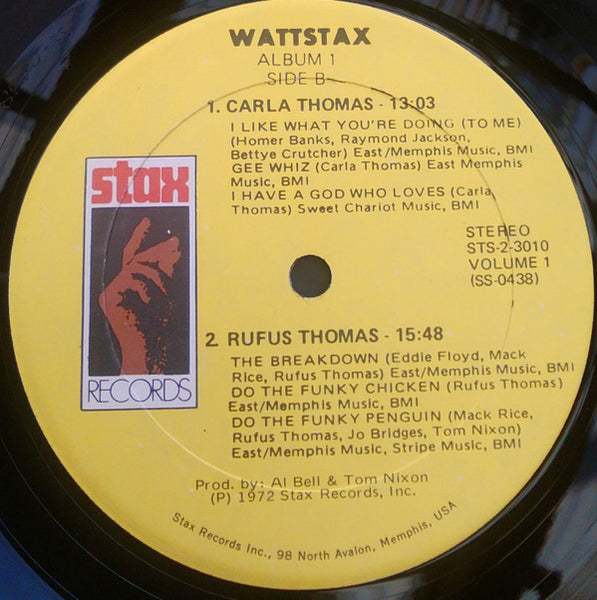 WATTSTAX
ALBUM 1
SIDE B
1. CARLA THOMAS - 13:03
I LIKE WHAT YOU'RE DOING (TO ME)
(Homer Banks, Raymond Jackson,
Bettye Crutcher) East/Memphis Music, BMI
GEE WHIZ (Carla Thomas) East Memphis
Music, BMI
I HAVE A GOD WHO LOVES (Carla
Thomas) Sweet Chariot Music, BMI
stax
RECORDS
STEREO
STS-2-3010
VOLUME 1
(SS-0438)
2. RUFUS THOMAS - 15:48
THE BREAKDOWN (Eddie Floyd, Mack
Rice, Rufus Thomas) East/Memphis Music, BMI
DO THE FUNKY CHICKEN (Rufus Thomas)
East/Memphis Music, BMI
DO THE FUNKY PENGUIN (Mack Rice,
Rufus Thomas, Jo Bridges, Tom Nixon)
East/Memphis Music, Stripe Music, BMI
Prod. by: Al Bell & Tom Nixon
(P) 1972 Stax Records, Inc.
Stax Records Inc., 98 North Avalon, Memphis, USA